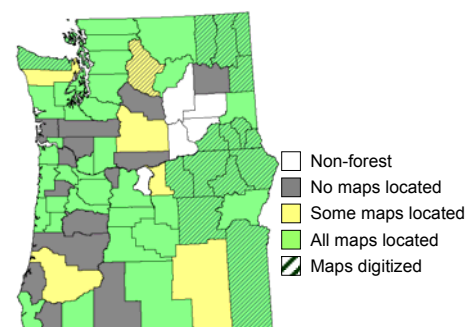 Non-forest
No maps located
Some maps located
All maps located
Maps digitized